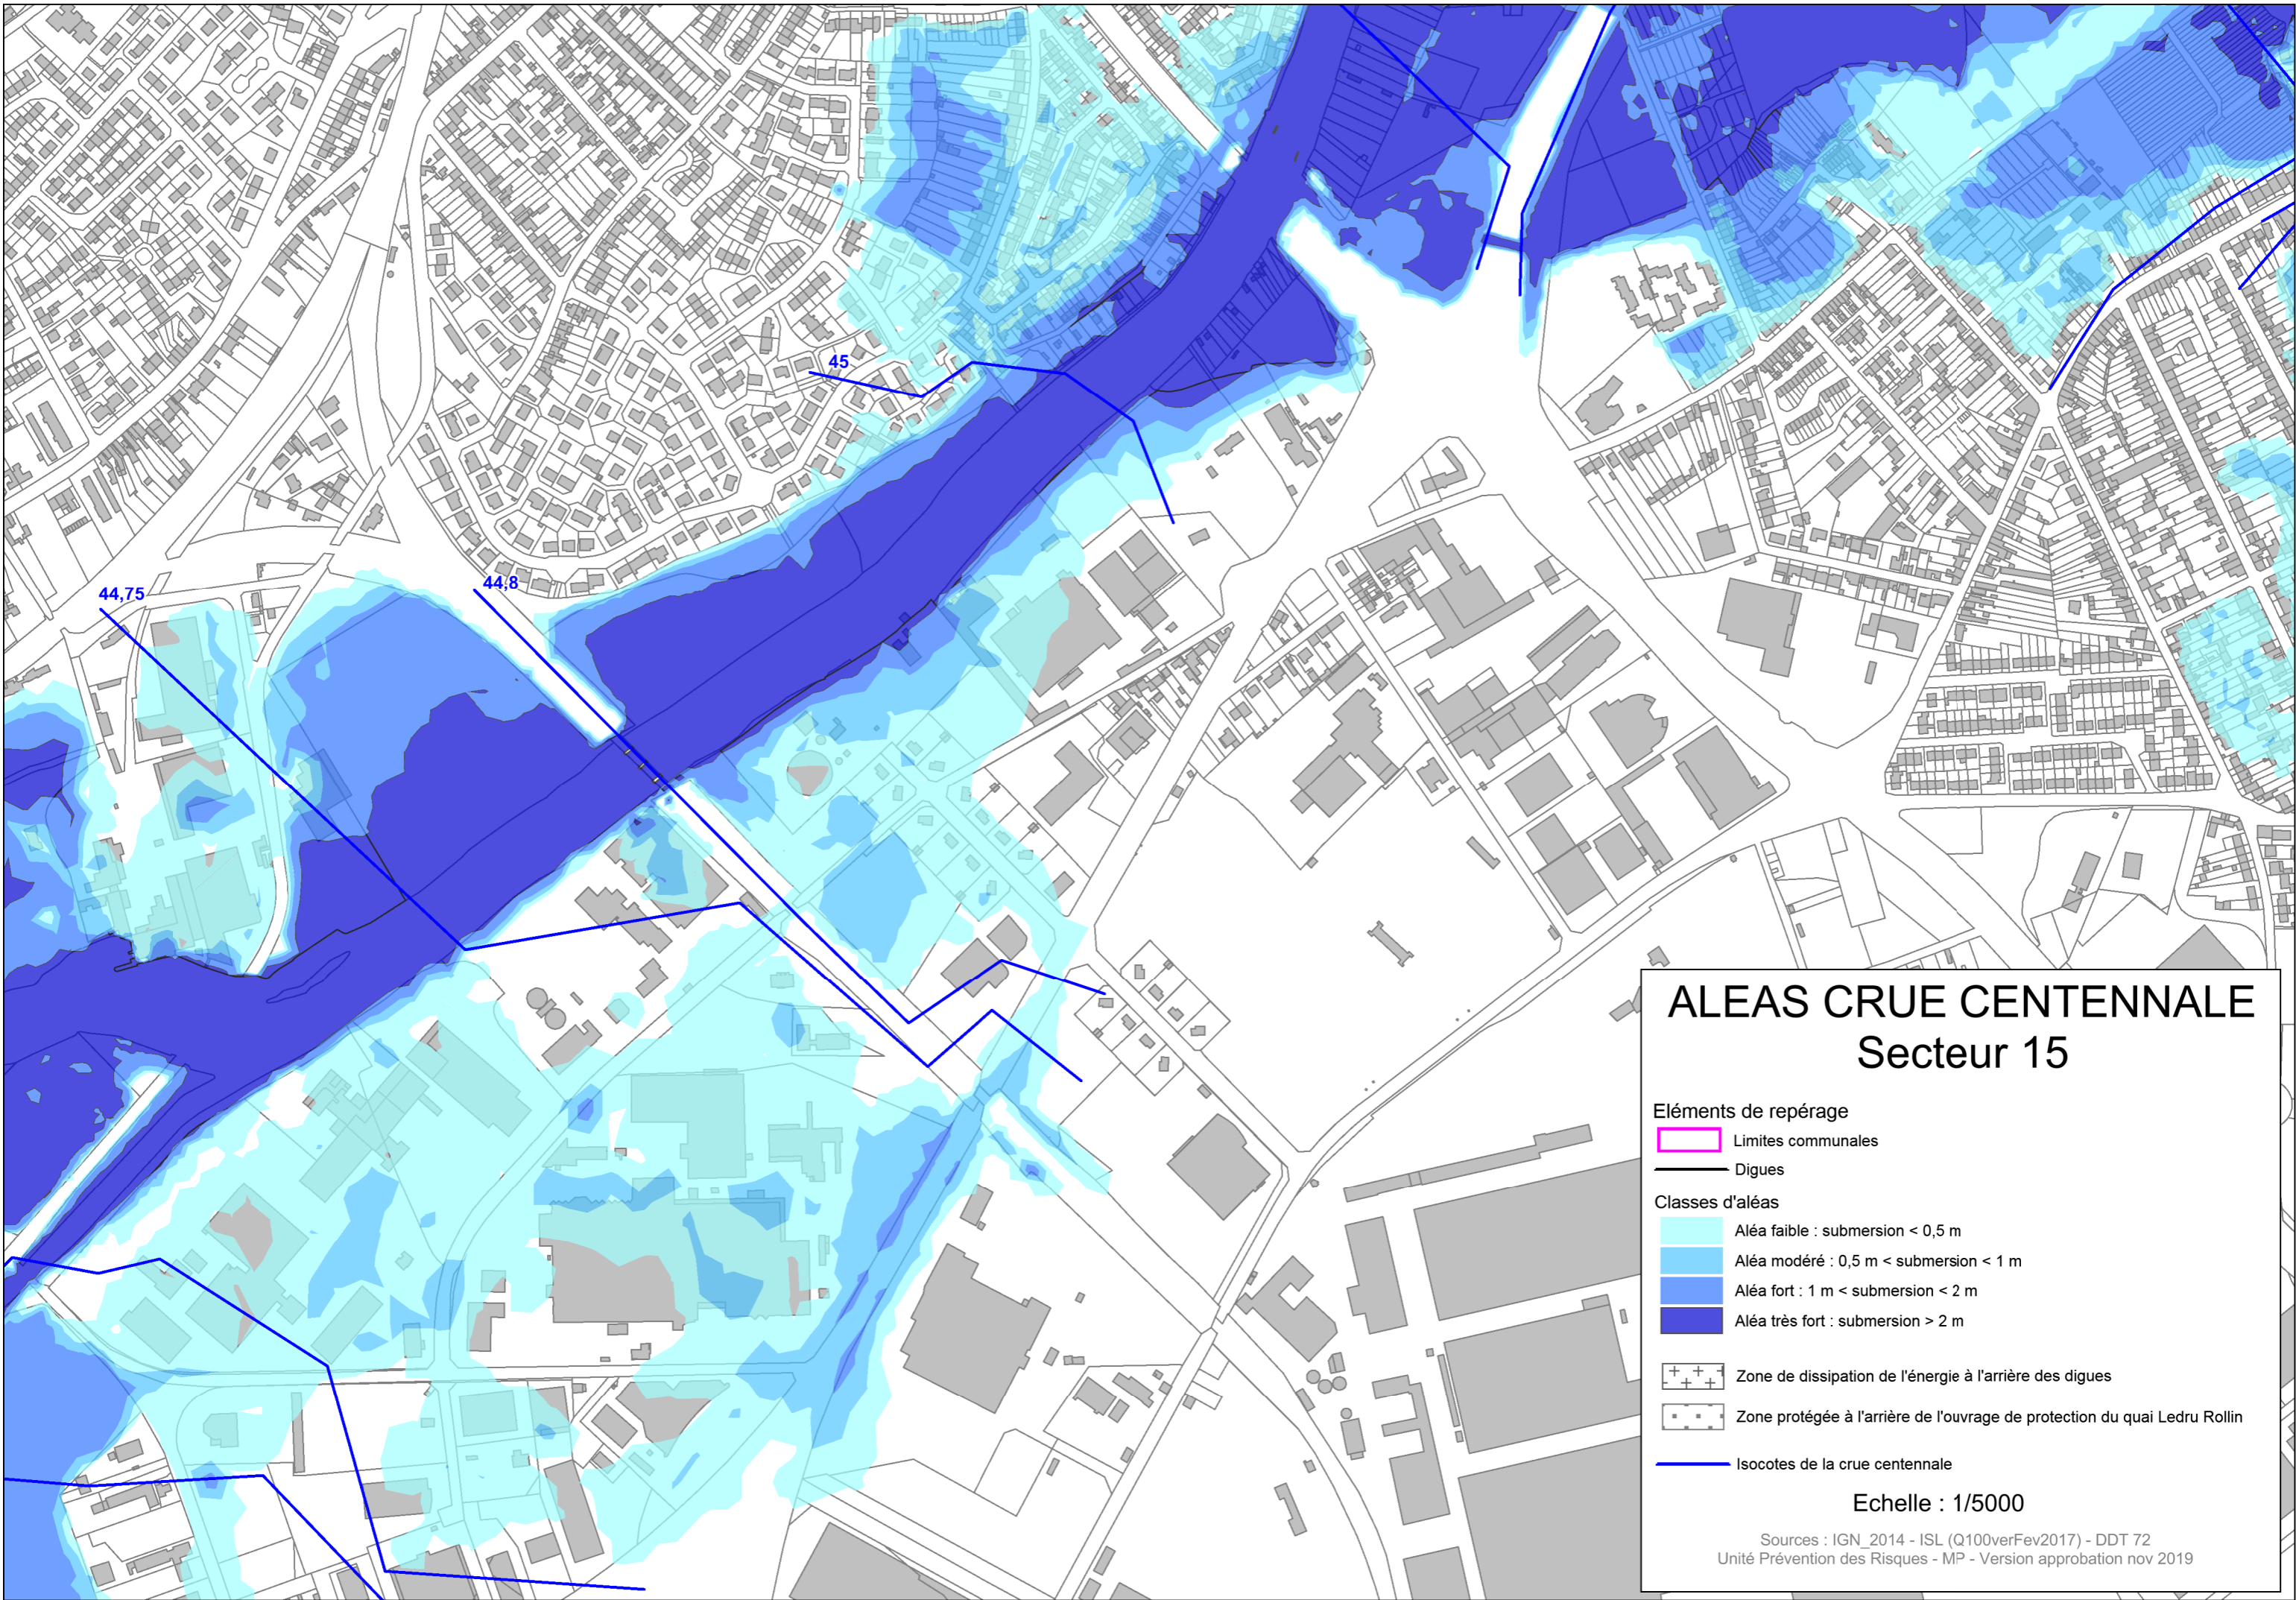 45
44,8
44,75
ALEAS CRUE CENTENNALE
Secteur 15
Eléments de repérage
Limites communales
Digues
Classes d'aléas
Aléa faible : submersion < 0,5 m
Aléa modéré : 0,5 m < submersion < 1 m
Aléa fort : 1 m < submersion < 2 m
Aléa très fort : submersion > 2 m
Zone de dissipation de l'énergie à l'arrière des digues
Zone protégée à l'arrière de l'ouvrage de protection du quai Ledru Rollin
Isocotes de la crue centennale
Echelle : 1/5000
Sources : IGN_2014 - ISL (Q100verFev2017) - DDT 72
Unité Prévention des Risques - MP - Version approbation nov 2019